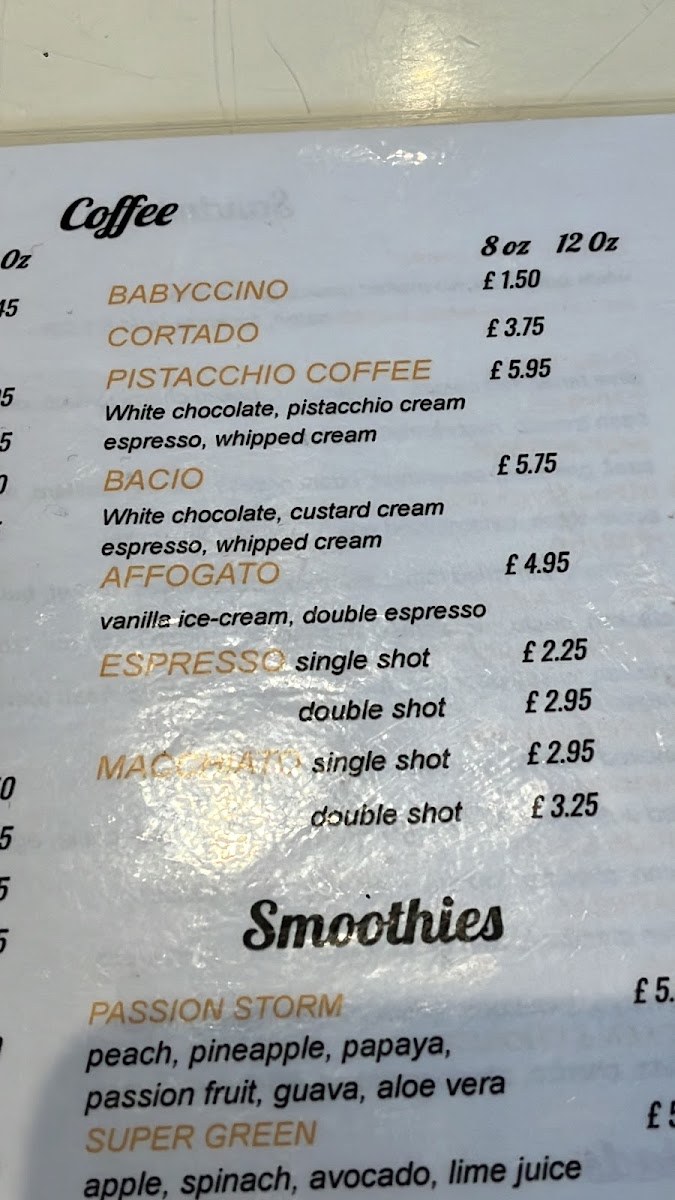 Coffee
Oz
8 oz 12 Oz
BABYCCINO £ 1.50
CORTADO £ 3.75
PISTACCHIO COFFEE £ 5.95
White chocolate, pistacchio cream
espresso, whipped cream
BACIO £ 5.75
White chocolate, custard cream
espresso, whipped cream
AFFOGATO £ 4.95
vanilla ice-cream, double espresso
ESPRESSO single shot £ 2.25
double shot £ 2.95
MACCHIATO single shot £ 2.95
double shot £ 3.25
Smoothies
PASSION STORM £ 5.
peach, pineapple, papaya,
passion fruit, guava, aloe vera
SUPER GREEN £ 5
apple, spinach, avocado, lime juice